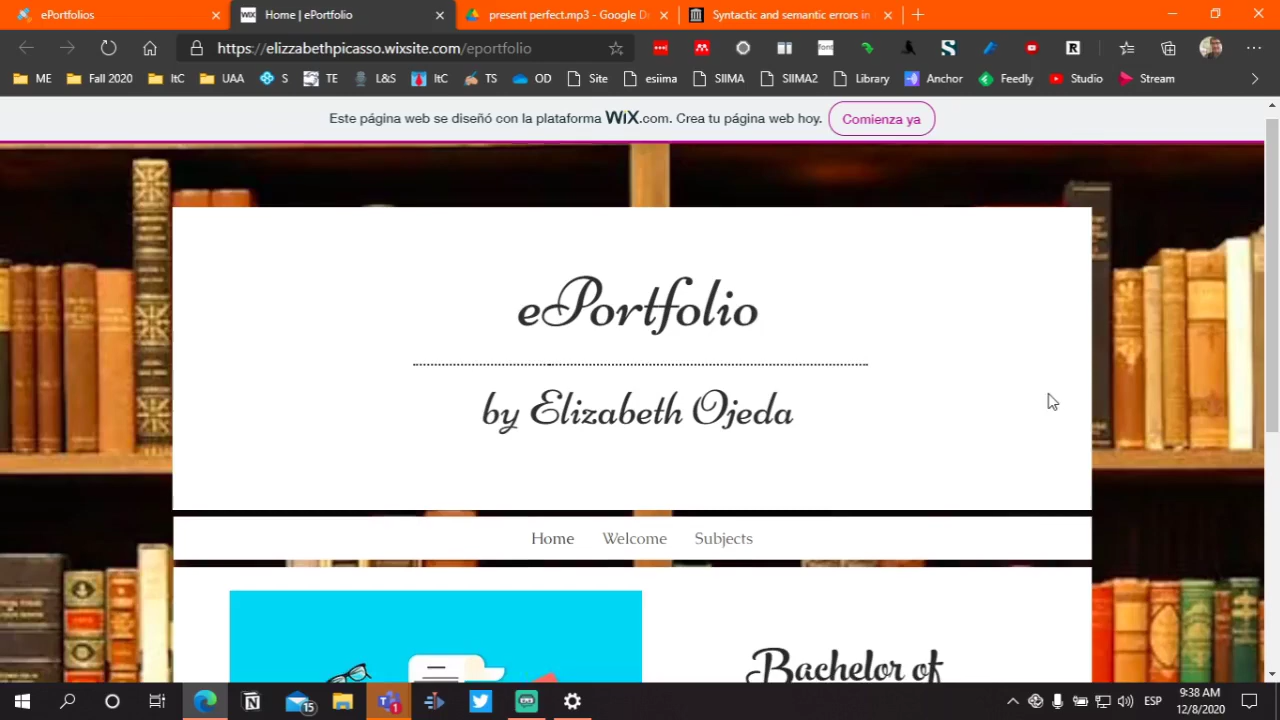 ePortfolios
Home | ePortfolio
present perfect.mp3 - Google D
Syntactic and semantic errors in
https://elizzabethpicasso.wixsite.com/eportfolio
font
ME
Fall 2020
ItC
UAA
S
TE
L&S
ItC
TS
OD
Site
esiima
SIIMA
SIIMA2
Library
Anchor
Feedly
Studio
Stream
Este página web se diseñó con la plataforma WiX.com. Crea tu página web hoy.
Comienza ya
ePortfolio
by Elizabeth Ojeda
Home
Welcome
Subjects
Bachelor of
15
1
ESP
9:38 AM
12/8/2020